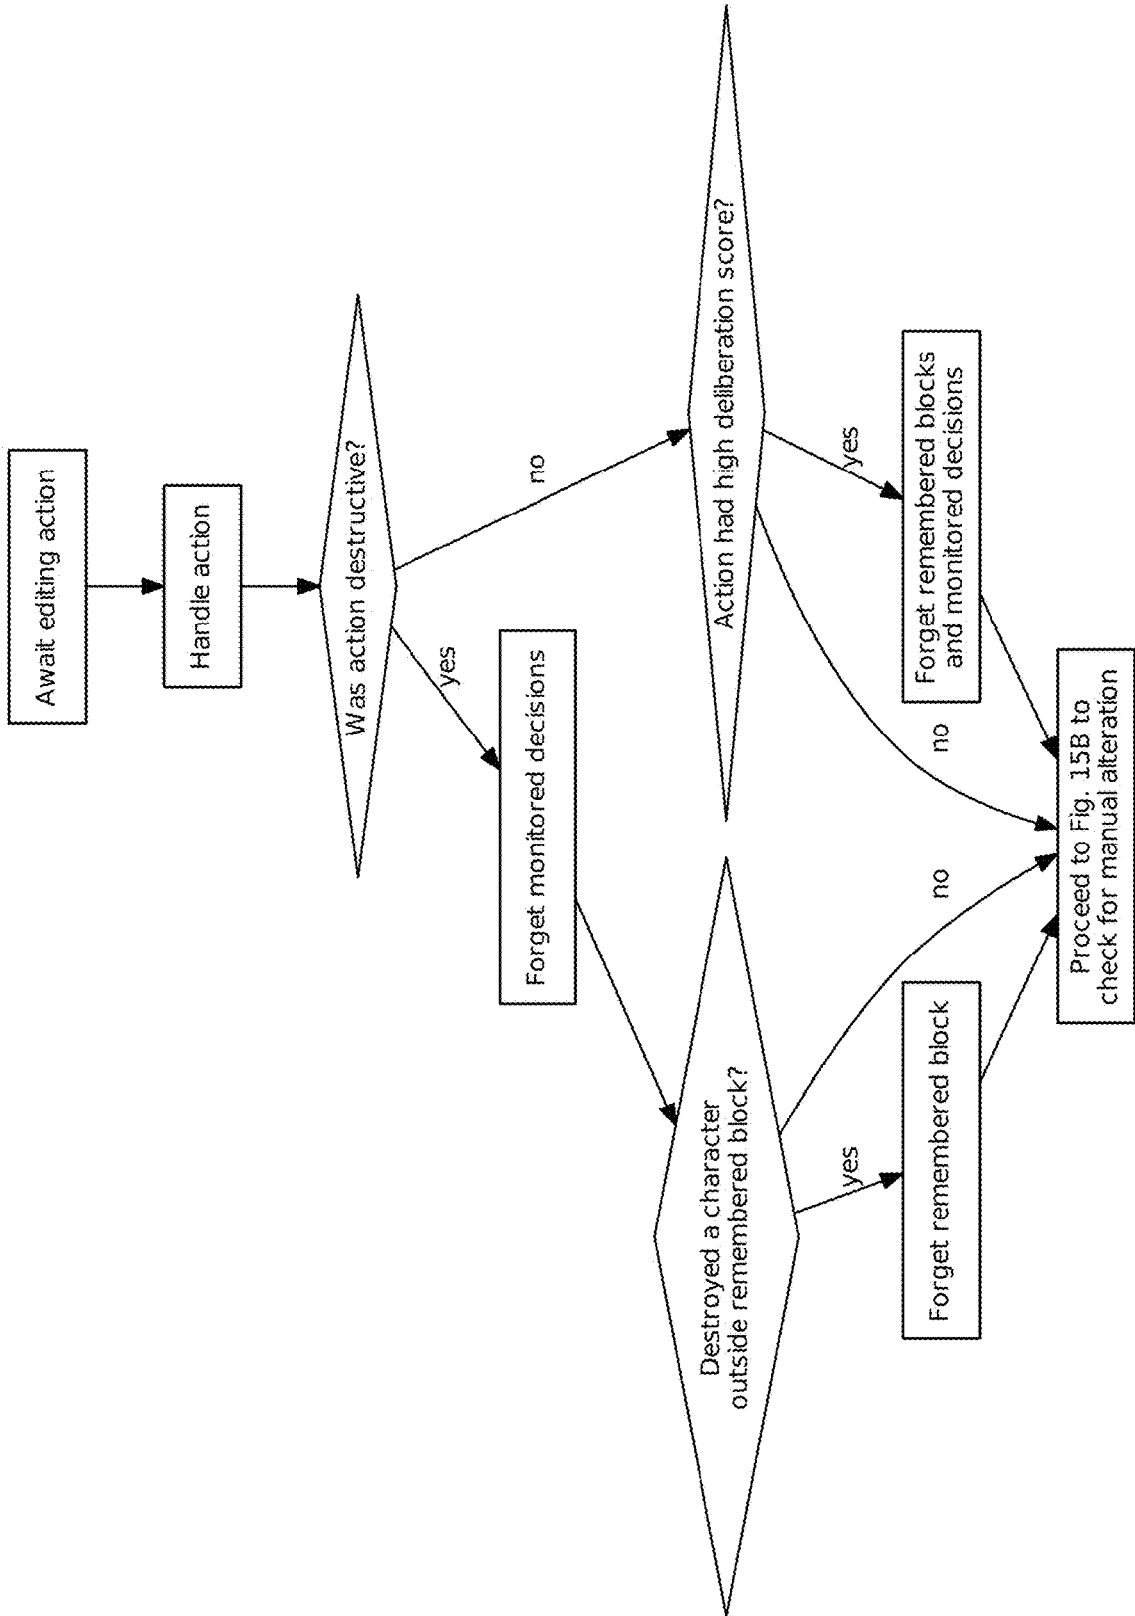 Await editing action
Handle action
Was action destructive?
yes
no
Forget monitored decisions
Destroyed a character
outside remembered block?
Action had high deliberation score?
yes
no
no
yes
Forget remembered block
Forget remembered blocks
and monitored decisions
Proceed to Fig. 15B to
check for manual alteration